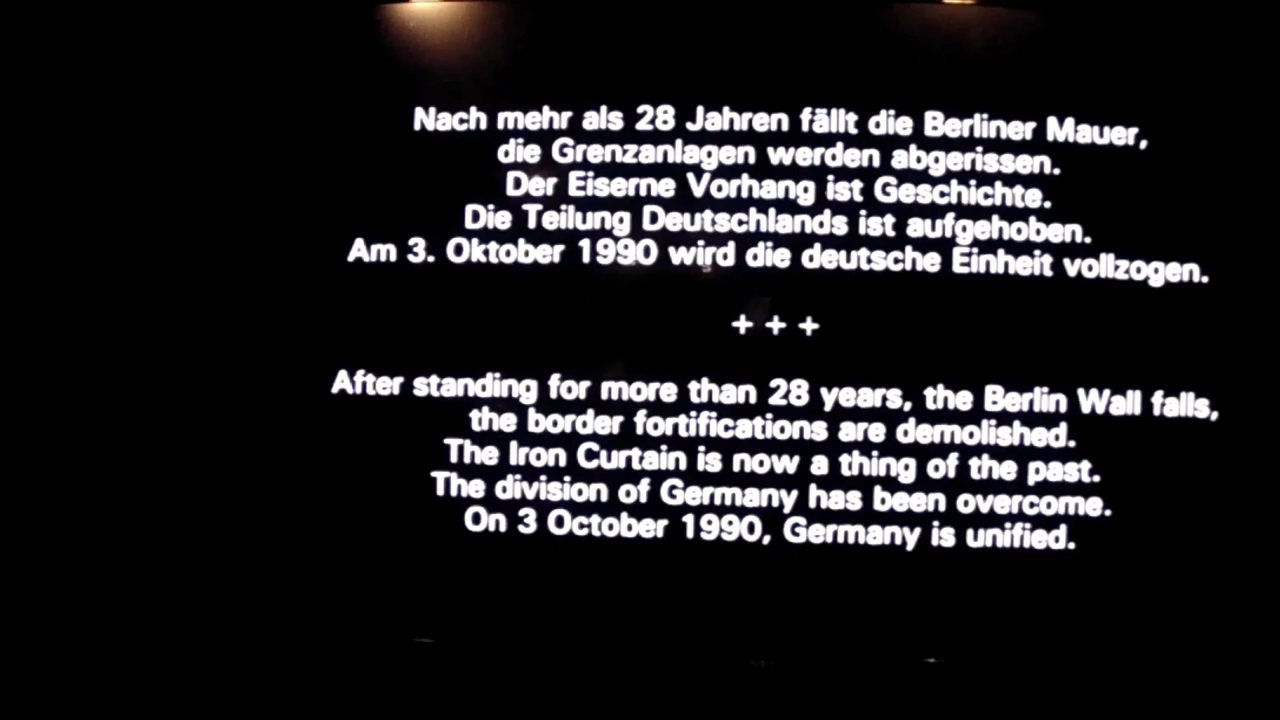 Nach mehr als 28 Jahren fällt die Berliner Mauer,
die Grenzanlagen werden abgerissen.
Der Eiserne Vorhang ist Geschichte.
Die Teilung Deutschlands ist aufgehoben.
Am 3. Oktober 1990 wird die deutsche Einheit vollzogen.
+ + +
After standing for more than 28 years, the Berlin Wall falls,
the border fortifications are demolished.
The Iron Curtain is now a thing of the past.
The division of Germany has been overcome.
On 3 October 1990, Germany is unified.